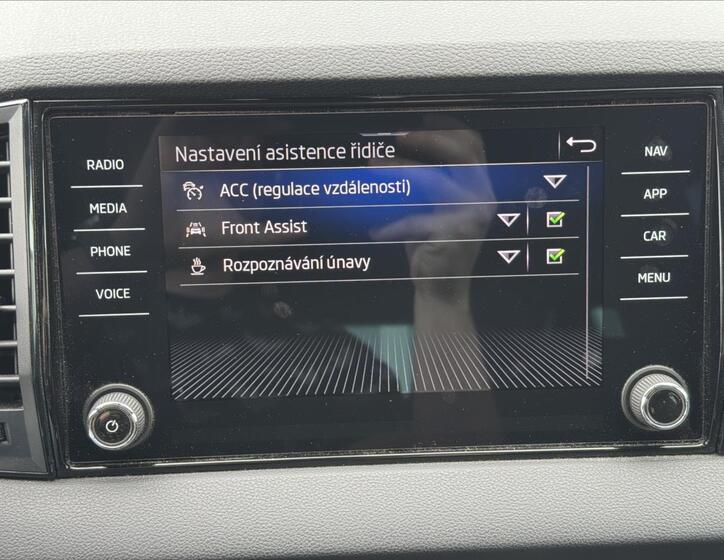 Nastavení asistence řidiče
ACC (regulace vzdálenosti)
Front Assist
Rozpoznávání únavy
RADIO
MEDIA
PHONE
VOICE
NAV
APP
CAR
MENU